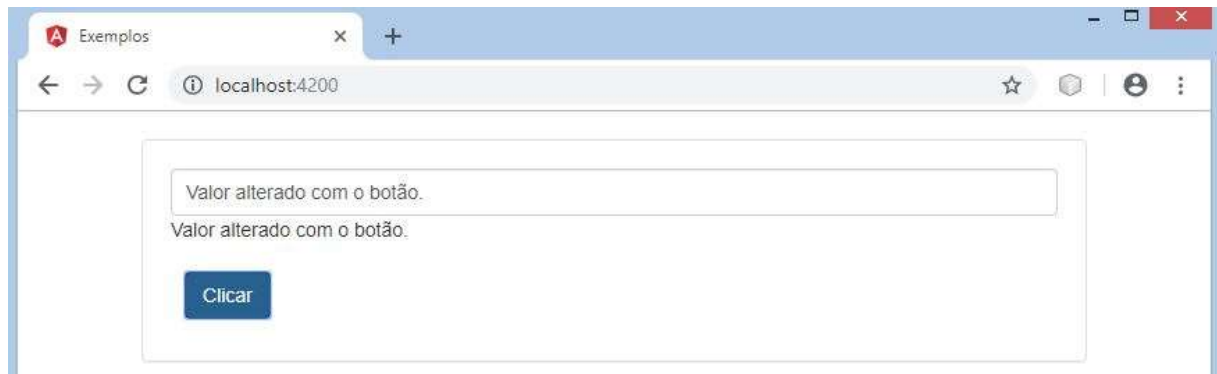 Exemplos
localhost:4200
Valor alterado com o botão.
Valor alterado com o botão.
Clicar